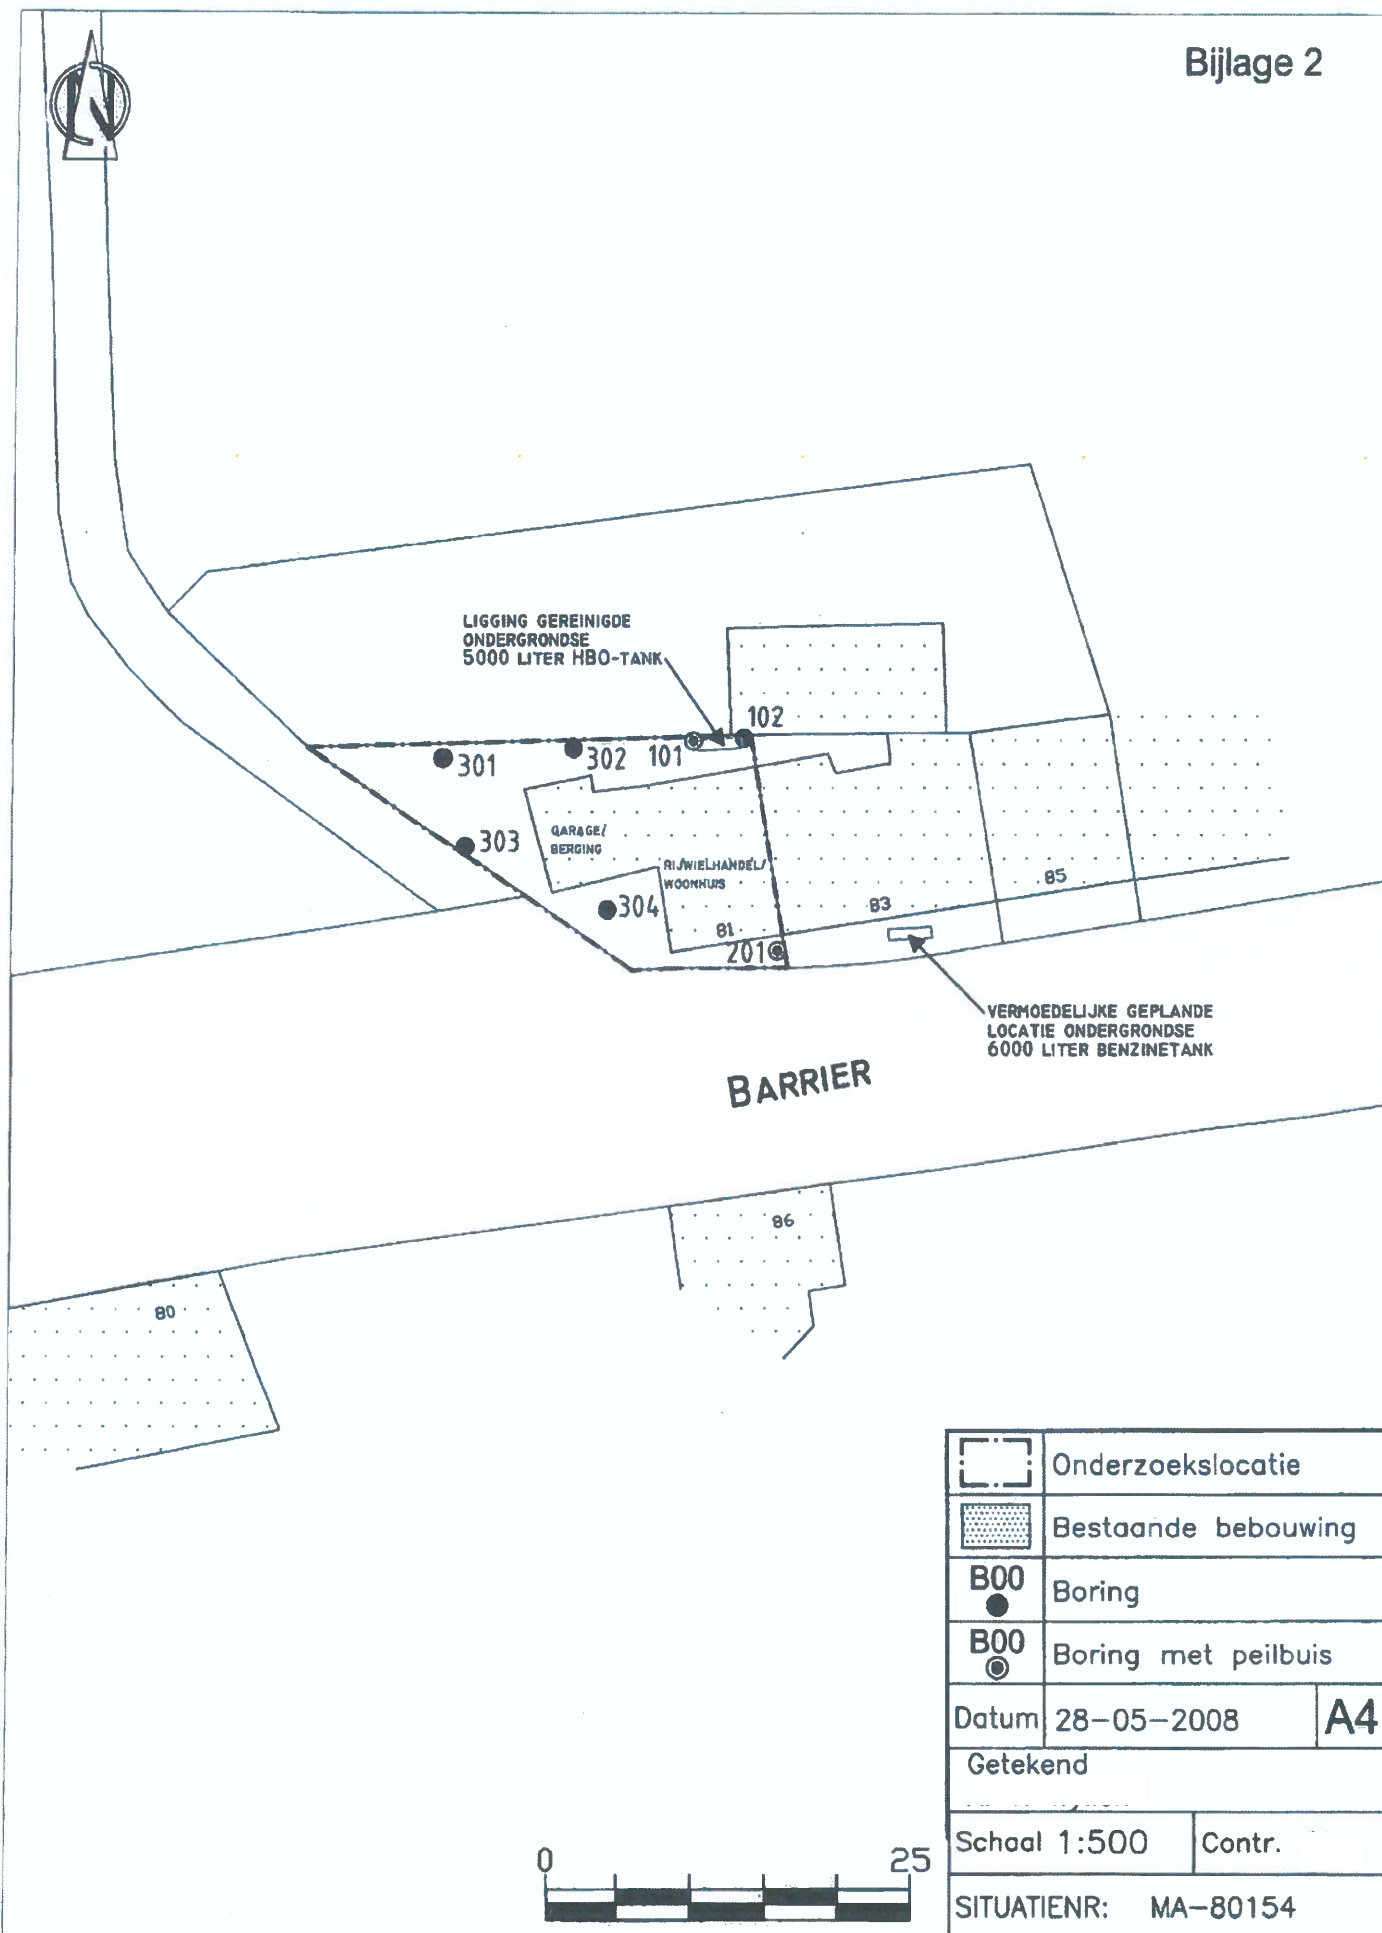 Bijlage 2
N
LIGGING GEREINIGDE
ONDERGRONDSE
5000 LITER HBO-TANK
102
301
302
101
303
GARAGE/
BERGING
RIJWIELHANDEL/
WOONHUIS
304
81
83
85
201
VERMOEDELIJKE GEPLANDE
LOCATIE ONDERGRONDSE
6000 LITER BENZINETANK
BARRIER
86
80
Onderzoekslocatie
Bestaande bebouwing
B00
Boring
B00
Boring met peilbuis
Datum 28-05-2008 A4
Getekend
Schaal 1:500 Contr.
SITUATIENR: MA-80154
0 25